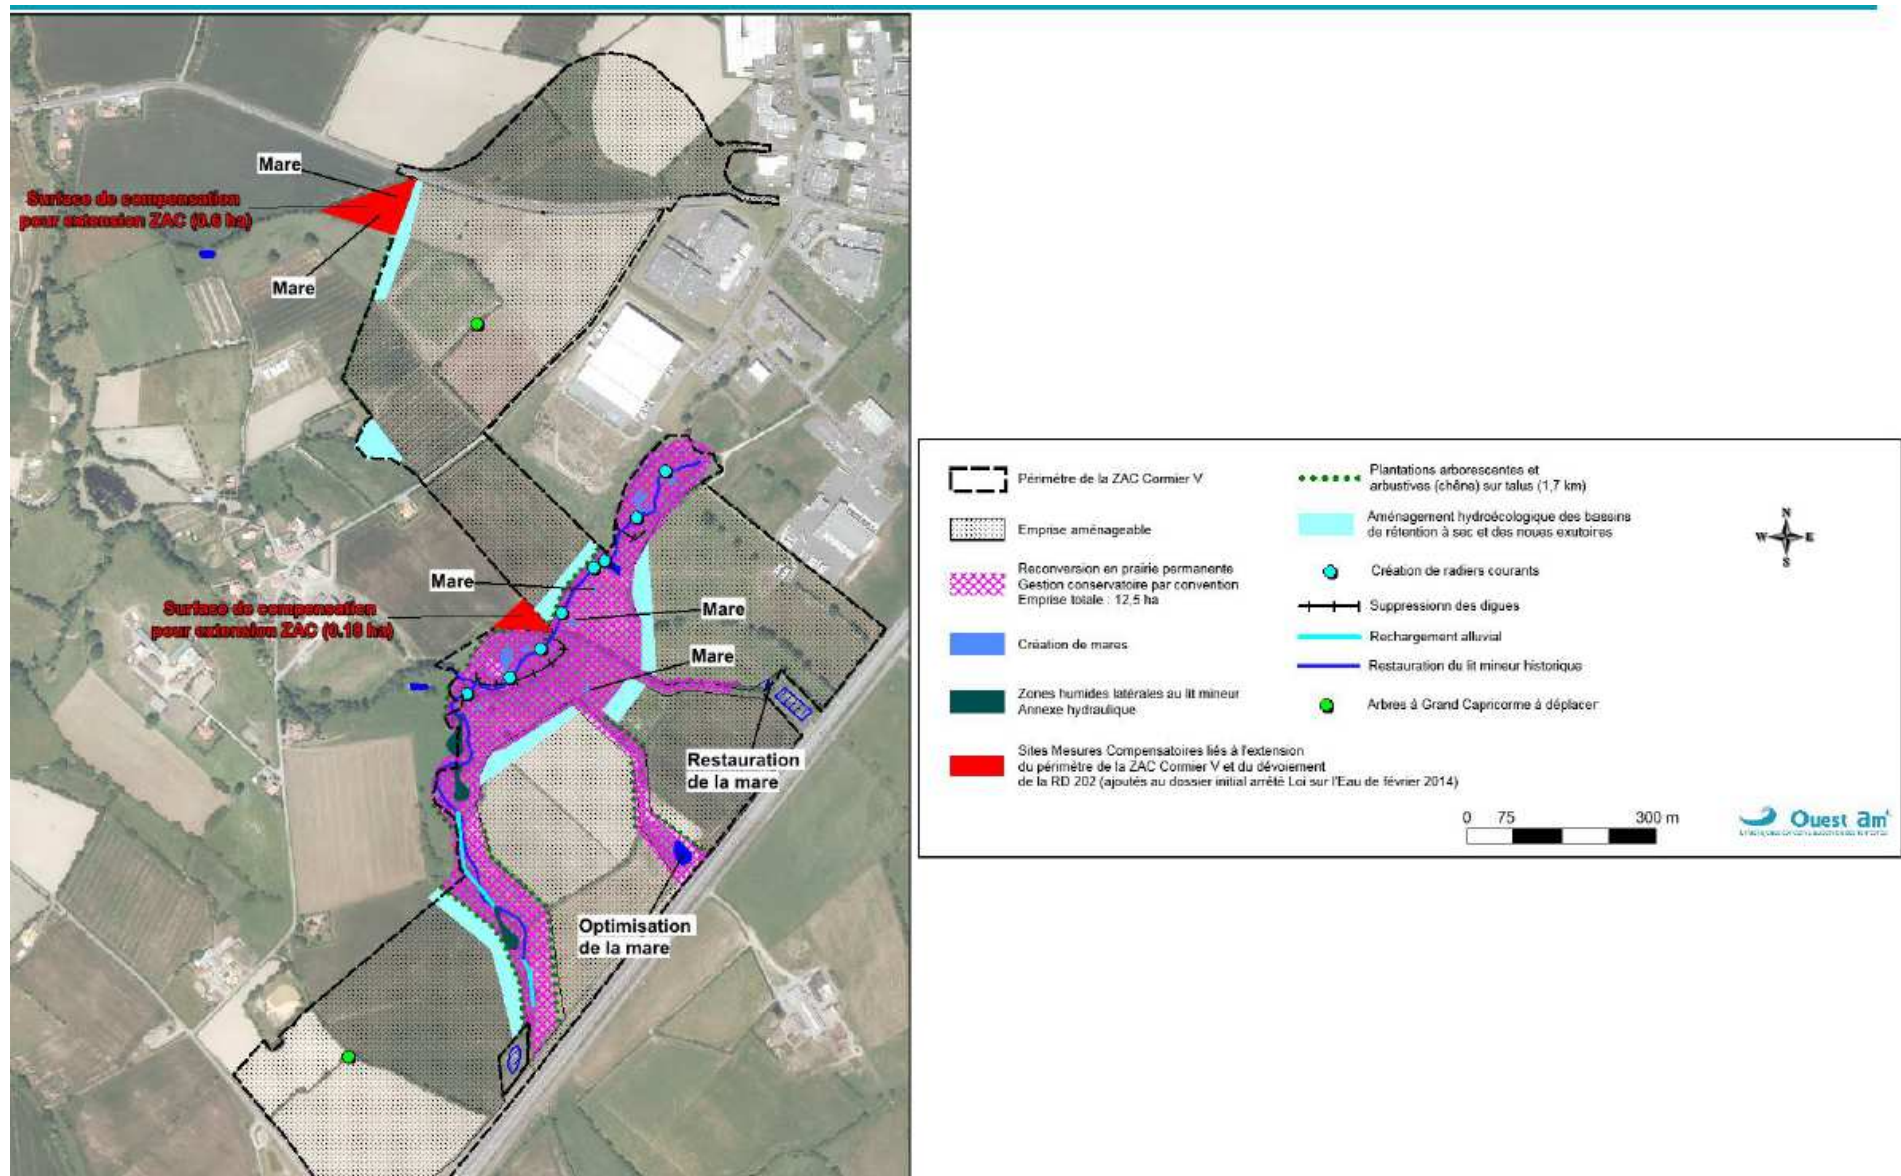 Mare
Surface de compensation
pour extension ZAC (0.6 ha)
Mare
Mare
Surface de compensation
pour extension ZAC (0.18 ha)
Mare
Mare
Restauration
de la mare
Optimisation
de la mare
Périmètre de la ZAC Cormier V
Emprise aménageable
Reconversion en prairie permanente
Gestion conservatoire par convention
Emprise totale : 12,5 ha
Création de mares
Zones humides latérales au lit mineur
Annexe hydraulique
Sites Mesures Compensatoires liés à l'extension
du périmètre de la ZAC Cormier V et du dévoiement
de la RD 202 (ajoutés au dossier initial arrêté Loi sur l'Eau de février 2014)
Plantations arborescentes et
arbustives (chêne) sur talus (1,7 km)
Aménagement hydroécologique des bassins
de rétention à sec et des noues exutoires
Création de radiers courants
Suppressionn des digues
Rechargement alluvial
Restauration du lit mineur historique
Arbres à Grand Capricorme à déplacer
N
W E
S
0 75 300 m
Ouest am'